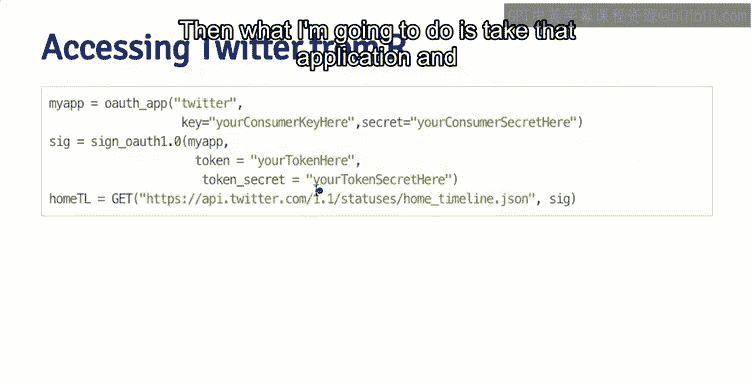 Then what I'm going to do is take that
application and
Accessing Twitter from R
myapp = oauth_app("twitter",
key="yourConsumerKeyHere",secret="yourConsumerSecretHere")
sig = sign_oauth1.0(myapp,
token = "yourTokenHere",
token_secret = "yourTokenSecretHere")
homeTL = GET("https://api.twitter.com/1.1/statuses/home_timeline.json", sig)